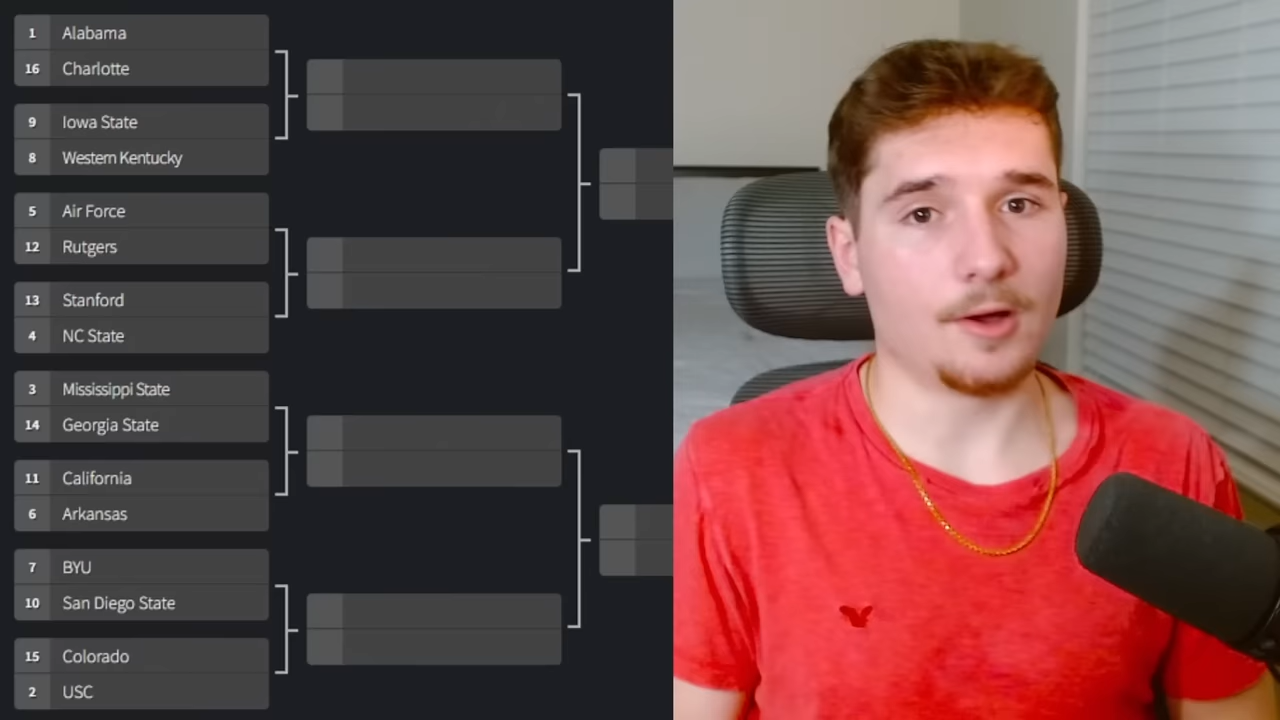 1 Alabama
16 Charlotte
9 Iowa State
8 Western Kentucky
5 Air Force
12 Rutgers
13 Stanford
4 NC State
3 Mississippi State
14 Georgia State
11 California
6 Arkansas
7 BYU
10 San Diego State
15 Colorado
2 USC